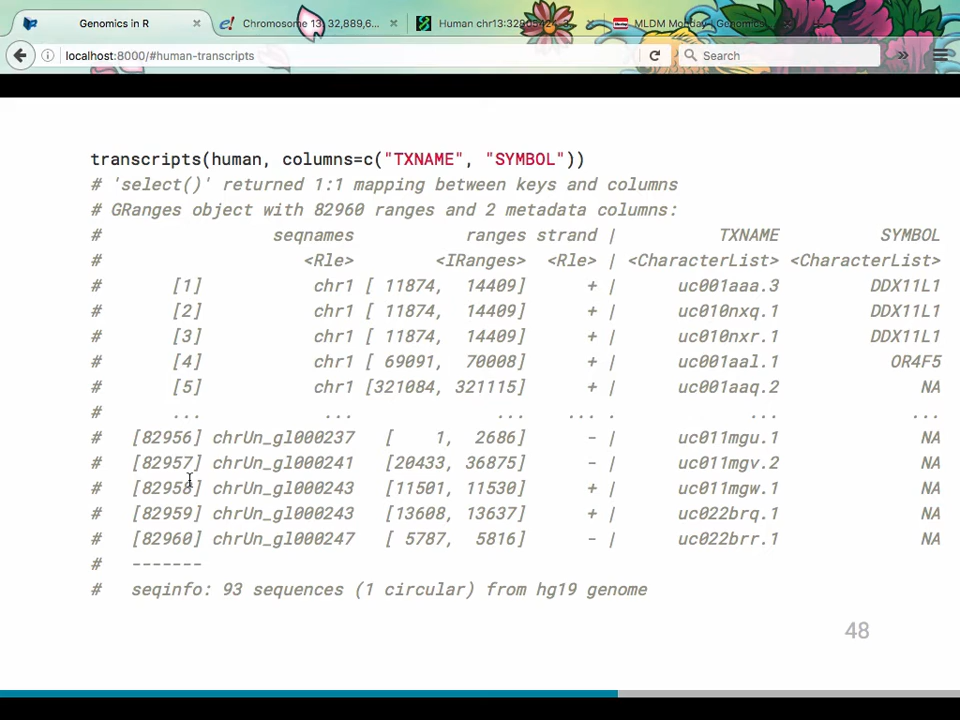 Genomics in R
Chromosome 13: 32,889,6...
Human chr13:32
MLDM Monday - Genomics
localhost:8000/#human-transcripts
Search
transcripts(human, columns=c("TXNAME", "SYMBOL"))
# 'select()' returned 1:1 mapping between keys and columns
# GRanges object with 82960 ranges and 2 metadata columns:
# seqnames ranges strand | TXNAME SYMBOL
# <Rle> <IRanges> <Rle> | <CharacterList> <CharacterList>
# [1] chr1 [ 11874, 14409] + | uc001aaa.3 DDX11L1
# [2] chr1 [ 11874, 14409] + | uc010nxq.1 DDX11L1
# [3] chr1 [ 11874, 14409] + | uc010nxr.1 DDX11L1
# [4] chr1 [ 69091, 70008] + | uc001aal.1 OR4F5
# [5] chr1 [321084, 321115] + | uc001aaq.2 NA
# ... ... ... ... . ... ...
# [82956] chrUn_gl000237 [ 1, 2686] - | uc011mgu.1 NA
# [82957] chrUn_gl000241 [20433, 36875] - | uc011mgv.2 NA
# [82958] chrUn_gl000243 [11501, 11530] + | uc011mgw.1 NA
# [82959] chrUn_gl000243 [13608, 13637] + | uc022brq.1 NA
# [82960] chrUn_gl000247 [ 5787, 5816] - | uc022brr.1 NA
# -------
# seqinfo: 93 sequences (1 circular) from hg19 genome
48